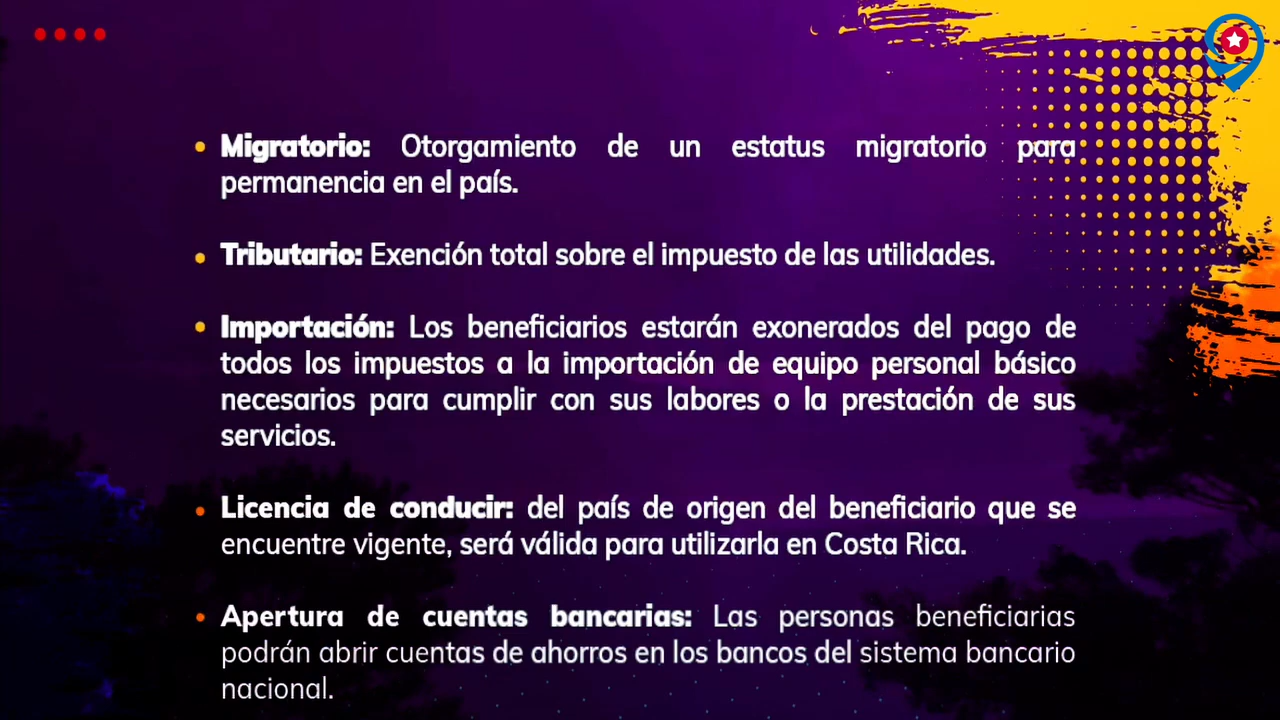 Migratorio: Otorgamiento de un estatus migratorio para
permanencia en el país.
Tributario: Exención total sobre el impuesto de las utilidades.
Importación: Los beneficiarios estarán exonerados del pago de
todos los impuestos a la importación de equipo personal básico
necesarios para cumplir con sus labores o la prestación de sus
servicios.
Licencia de conducir: del país de origen del beneficiario que se
encuentre vigente, será válida para utilizarla en Costa Rica.
Apertura de cuentas bancarias: Las personas beneficiarias
podrán abrir cuentas de ahorros en los bancos del sistema bancario
nacional.